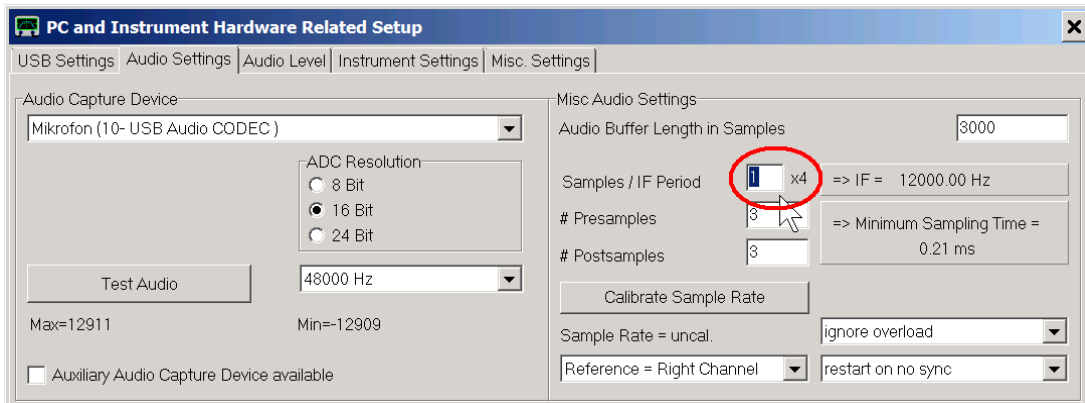 PC and Instrument Hardware Related Setup
USB Settings Audio Settings Audio Level Instrument Settings Misc. Settings
Audio Capture Device
Mikrofon (10- USB Audio CODEC )
ADC Resolution
8 Bit
16 Bit
24 Bit
Test Audio
48000 Hz
Max=12911
Min=-12909
Auxiliary Audio Capture Device available
Misc Audio Settings
Audio Buffer Length in Samples
3000
Samples / IF Period
1 x4
=> IF = 12000.00 Hz
# Presamples
3
# Postsamples
3
=> Minimum Sampling Time =
0.21 ms
Calibrate Sample Rate
Sample Rate = uncal.
ignore overload
Reference = Right Channel
restart on no sync